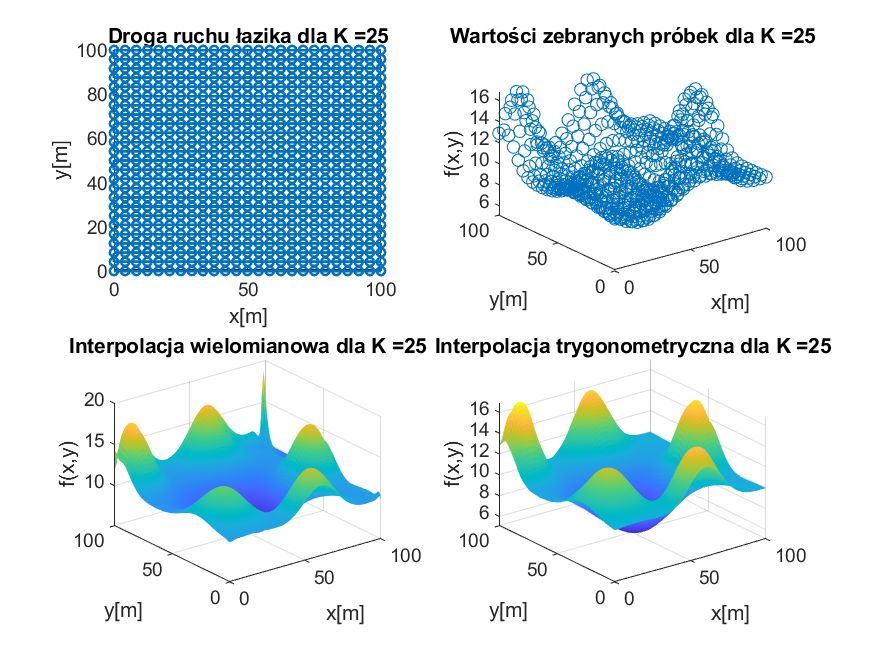 Droga ruchu łazika dla K =25
100
80
60
40
20
0
y[m]
0
50
100
x[m]
Wartości zebranych próbek dla K =25
16
14
12
10
8
6
f(x,y)
100
50
0
y[m]
0
50
100
x[m]
Interpolacja wielomianowa dla K =25
20
15
10
f(x,y)
100
50
0
y[m]
0
50
100
x[m]
Interpolacja trygonometryczna dla K =25
16
14
12
10
8
6
f(x,y)
100
50
0
y[m]
0
50
100
x[m]